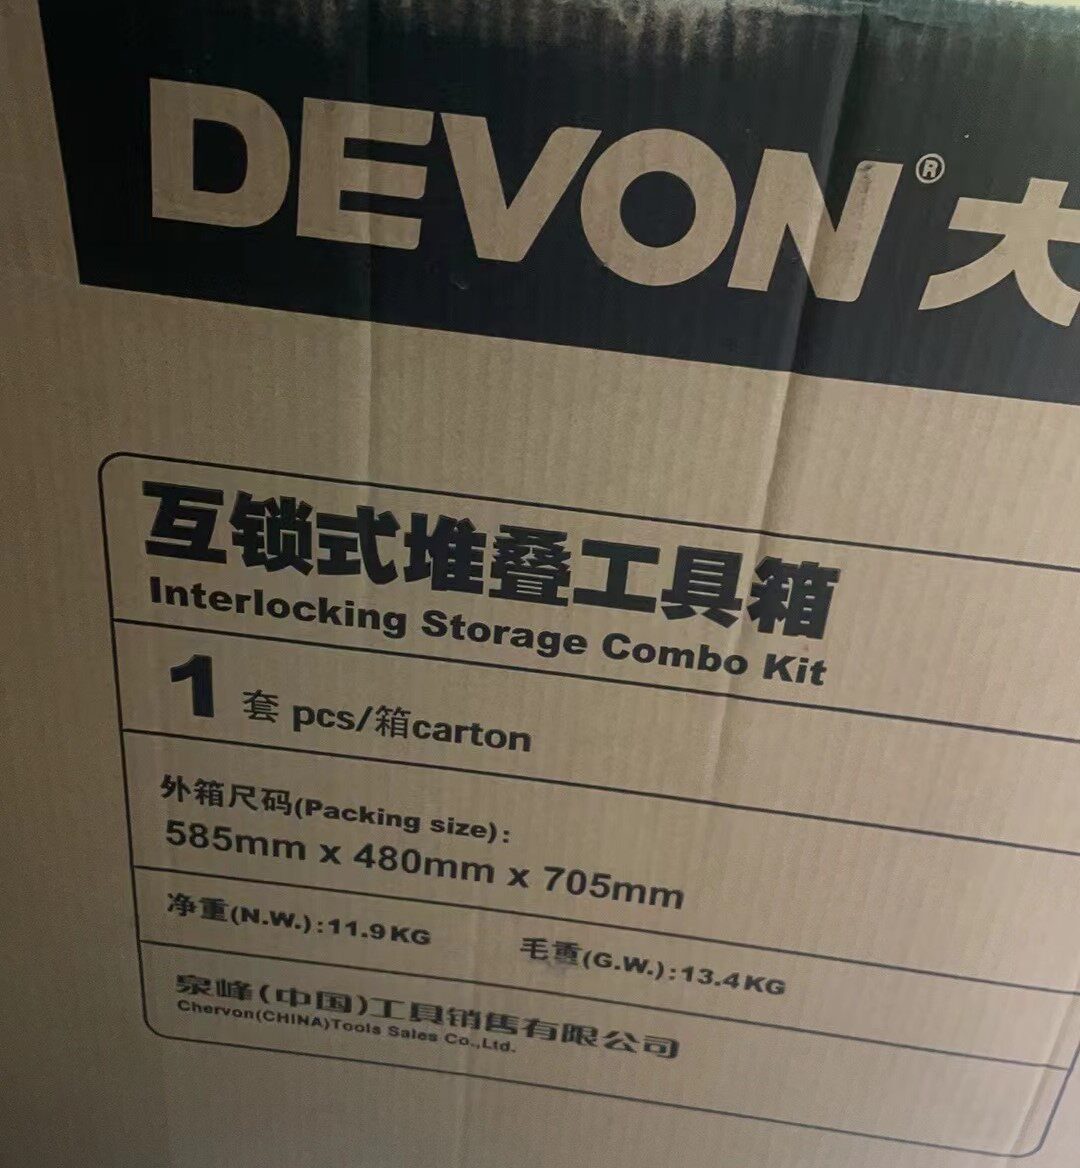 DEVON® 大
互锁式堆叠工具箱
Interlocking Storage Combo Kit
1 套 pcs/箱carton
外箱尺码(Packing size):
585mm x 480mm x 705mm
净重(N.W.):11.9KG 毛重(G.W.):13.4KG
泉峰(中国)工具销售有限公司
Chervon(CHINA)Tools Sales Co.,Ltd.